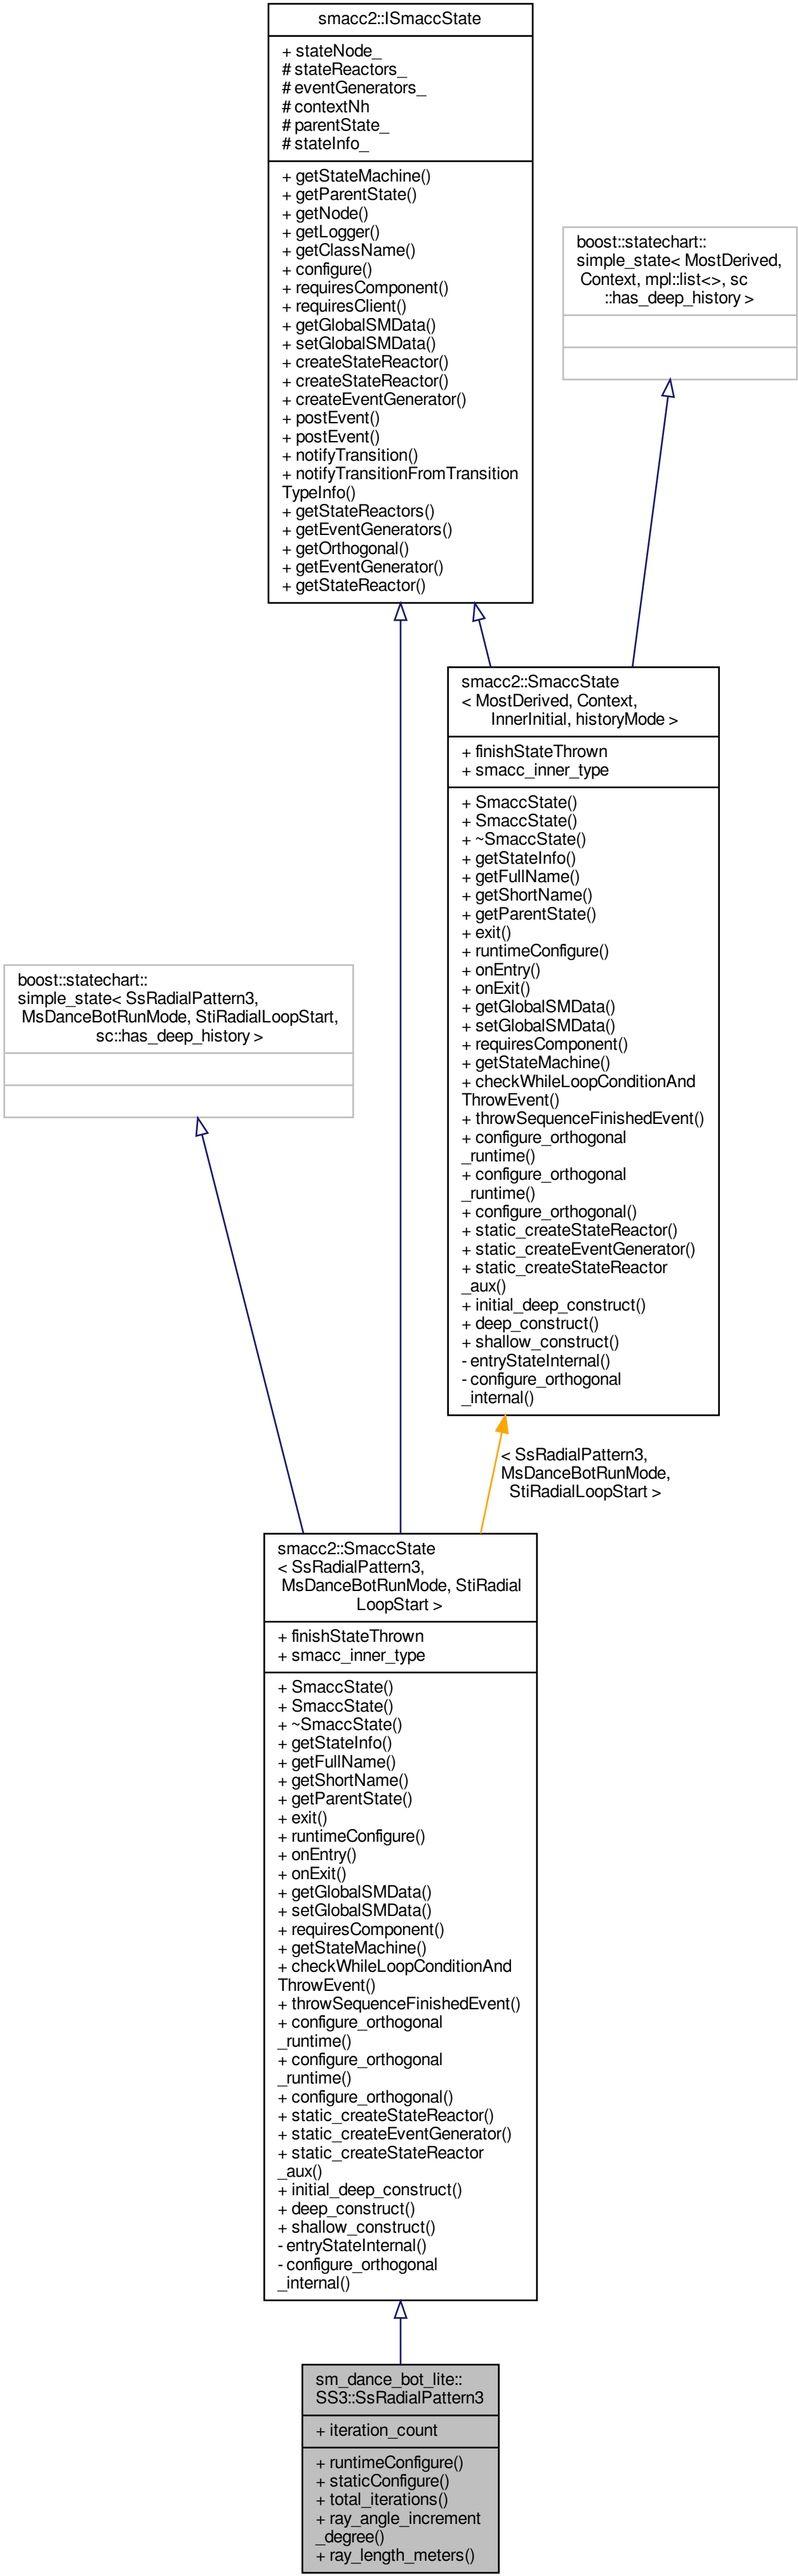 smacc2::ISmaccState
+ stateNode_
# stateReactors_
# eventGenerators_
# contextNh
# parentState_
# stateInfo_
+ getStateMachine()
+ getParentState()
+ getNode()
+ getLogger()
+ getClassName()
+ configure()
+ requiresComponent()
+ requiresClient()
+ getGlobalSMData()
+ setGlobalSMData()
+ createStateReactor()
+ createStateReactor()
+ createEventGenerator()
+ postEvent()
+ postEvent()
+ notifyTransition()
+ notifyTransitionFromTransition
TypeInfo()
+ getStateReactors()
+ getEventGenerators()
+ getOrthogonal()
+ getEventGenerator()
+ getStateReactor()
boost::statechart::
simple_state< MostDerived,
Context, mpl::list<>, sc
::has_deep_history >
smacc2::SmaccState
< MostDerived, Context,
InnerInitial, historyMode >
+ finishStateThrown
+ smacc_inner_type
+ SmaccState()
+ SmaccState()
+ ~SmaccState()
+ getStateInfo()
+ getFullName()
+ getShortName()
+ getParentState()
+ exit()
+ runtimeConfigure()
+ onEntry()
+ onExit()
+ getGlobalSMData()
+ setGlobalSMData()
+ requiresComponent()
+ getStateMachine()
+ checkWhileLoopConditionAnd
ThrowEvent()
+ throwSequenceFinishedEvent()
+ configure_orthogonal
_runtime()
+ configure_orthogonal
_runtime()
+ configure_orthogonal()
+ static_createStateReactor()
+ static_createEventGenerator()
+ static_createStateReactor
_aux()
+ initial_deep_construct()
+ deep_construct()
+ shallow_construct()
- entryStateInternal()
- configure_orthogonal
_internal()
boost::statechart::
simple_state< SsRadialPattern3,
MsDanceBotRunMode, StiRadialLoopStart,
sc::has_deep_history >
< SsRadialPattern3,
MsDanceBotRunMode,
StiRadialLoopStart >
smacc2::SmaccState
< SsRadialPattern3,
MsDanceBotRunMode, StiRadial
LoopStart >
+ finishStateThrown
+ smacc_inner_type
+ SmaccState()
+ SmaccState()
+ ~SmaccState()
+ getStateInfo()
+ getFullName()
+ getShortName()
+ getParentState()
+ exit()
+ runtimeConfigure()
+ onEntry()
+ onExit()
+ getGlobalSMData()
+ setGlobalSMData()
+ requiresComponent()
+ getStateMachine()
+ checkWhileLoopConditionAnd
ThrowEvent()
+ throwSequenceFinishedEvent()
+ configure_orthogonal
_runtime()
+ configure_orthogonal
_runtime()
+ configure_orthogonal()
+ static_createStateReactor()
+ static_createEventGenerator()
+ static_createStateReactor
_aux()
+ initial_deep_construct()
+ deep_construct()
+ shallow_construct()
- entryStateInternal()
- configure_orthogonal
_internal()
sm_dance_bot_lite::
SS3::SsRadialPattern3
+ iteration_count
+ runtimeConfigure()
+ staticConfigure()
+ total_iterations()
+ ray_angle_increment
_degree()
+ ray_length_meters()